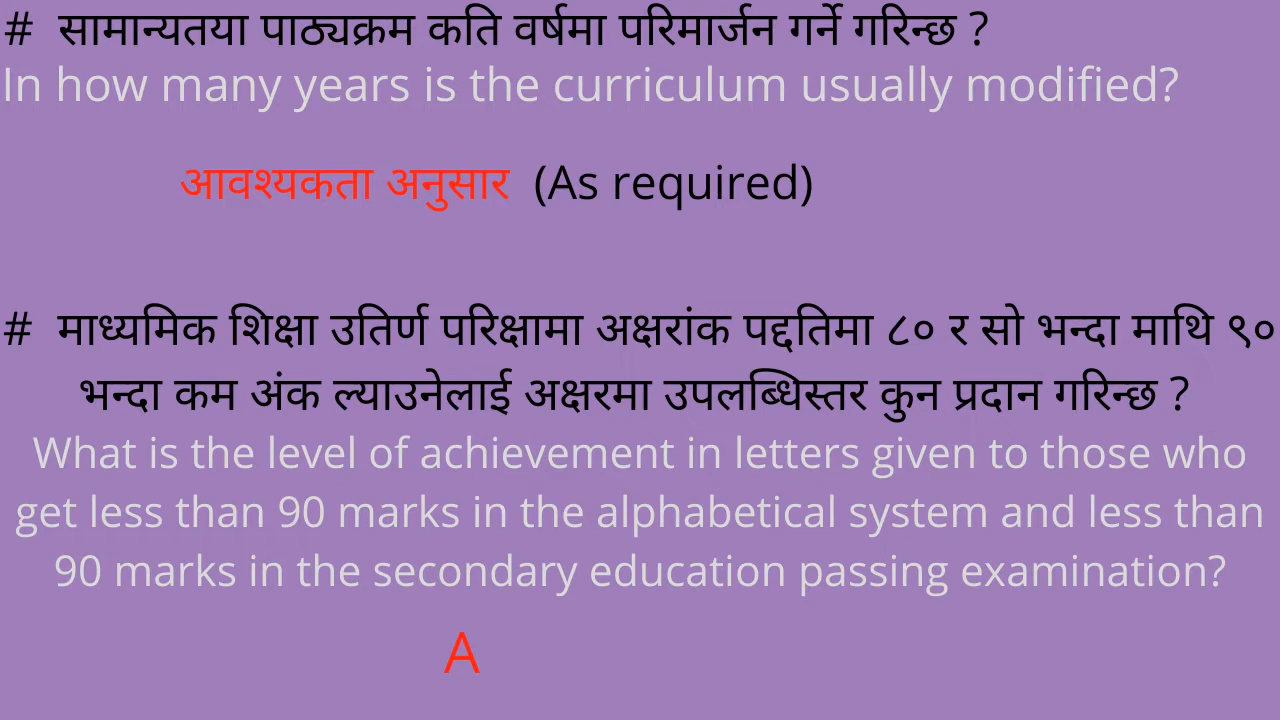 # सामान्यतया पाठ्यक्रम कति वर्षमा परिमार्जन गर्ने गरिन्छ ?
In how many years is the curriculum usually modified?
आवश्यकता अनुसार (As required)
# माध्यमिक शिक्षा उतिर्ण परिक्षामा अक्षरांक पद्दतिमा ८० र सो भन्दा माथि ९०
भन्दा कम अंक ल्याउनेलाई अक्षरमा उपलब्धिस्तर कुन प्रदान गरिन्छ ?
What is the level of achievement in letters given to those who
get less than 90 marks in the alphabetical system and less than
90 marks in the secondary education passing examination?
A